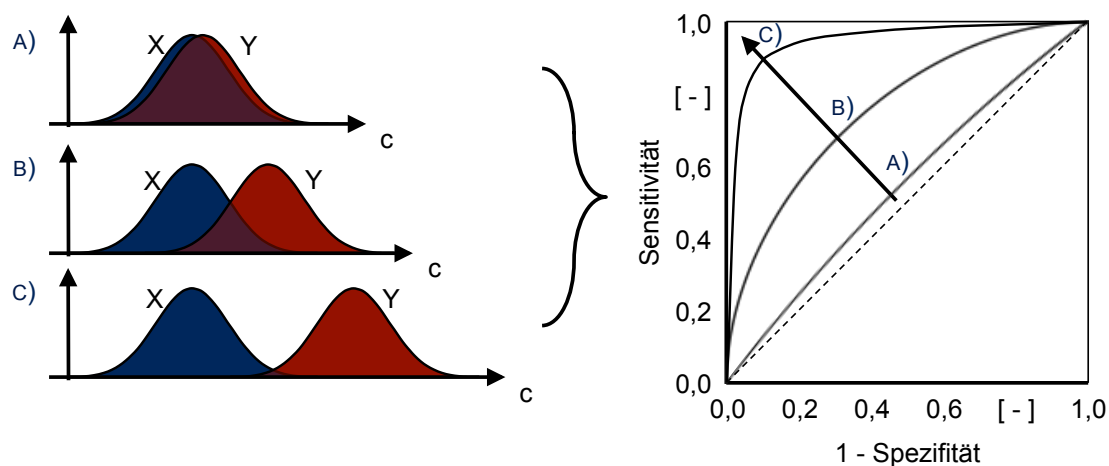 A)
X
Y
c
B)
X
Y
c
C)
X
Y
c
Sensitivität
1,0
[ - ]
0,6
0,4
0,2
0,0
C)
B)
A)
0,0 0,2 0,4 0,6 [ - ] 1,0
1 - Spezifität